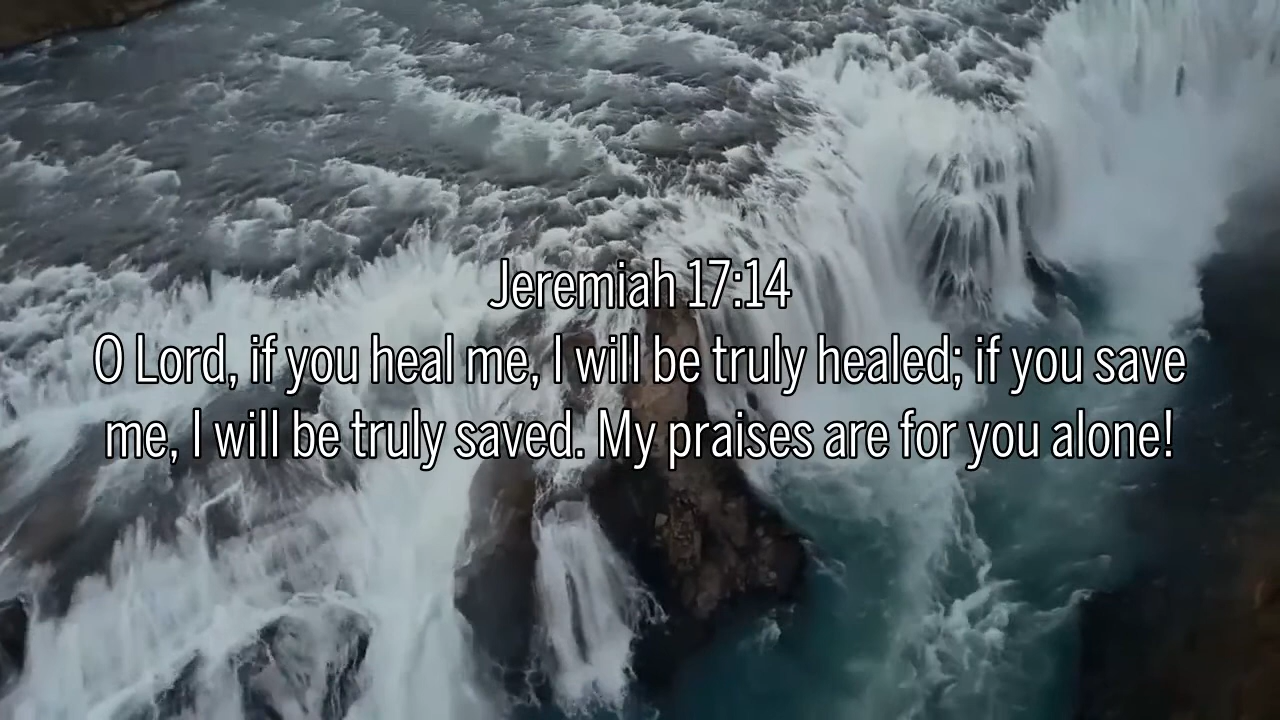 Jeremiah 17:14
O Lord, if you heal me, I will be truly healed; if you save
me, I will be truly saved. My praises are for you alone!